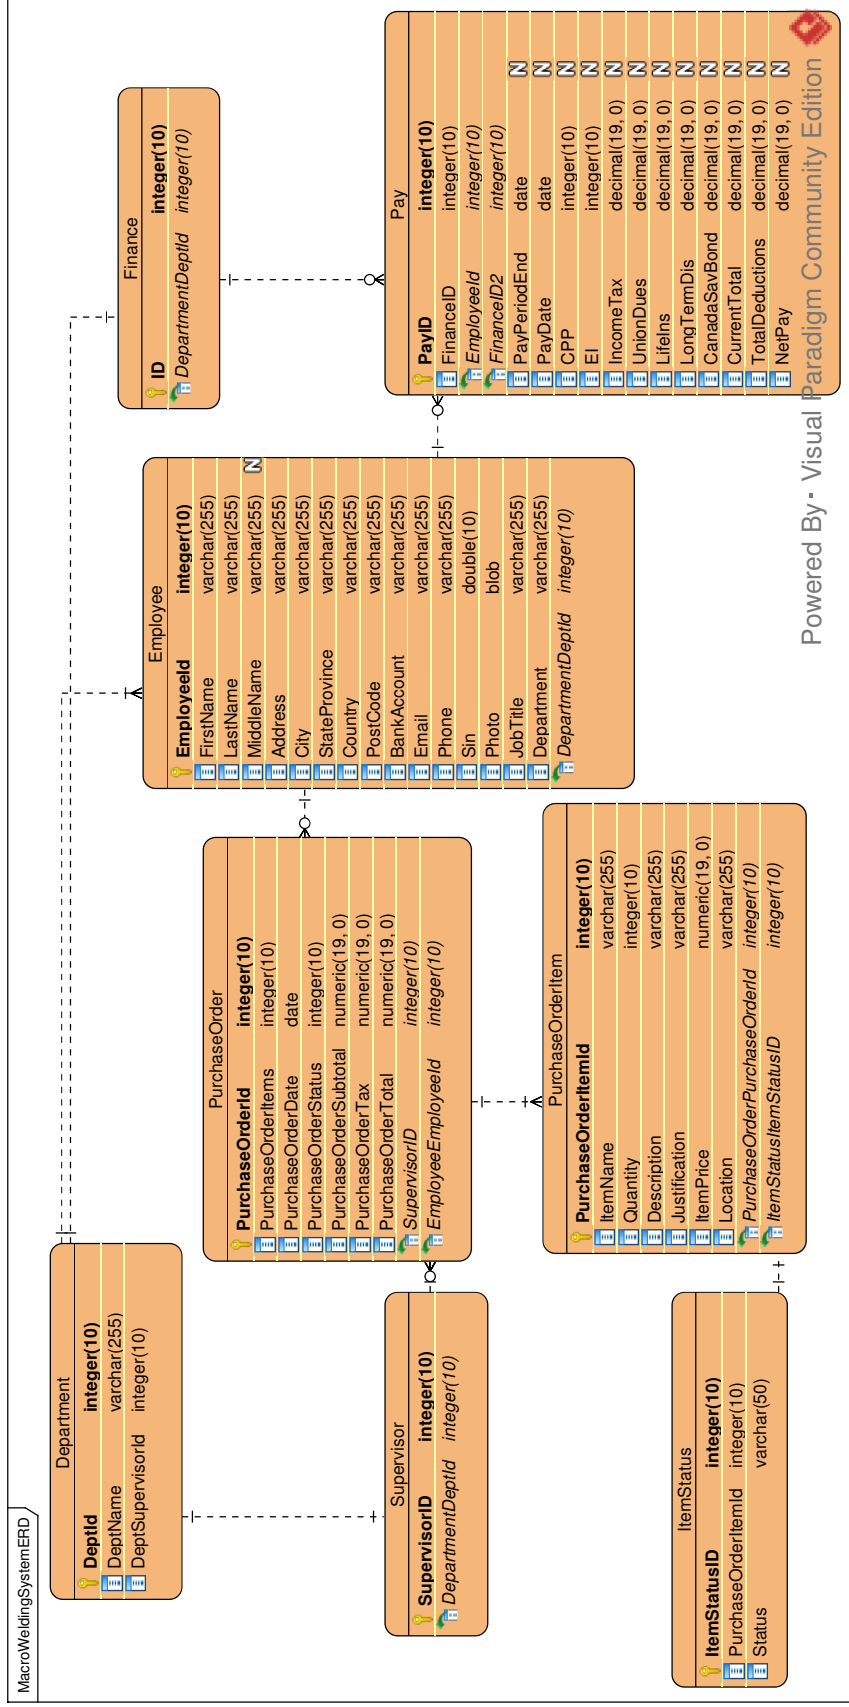 MacroWeldingSystemERD
Department
DeptId integer(10)
DeptName varchar(255)
DeptSupervisorId integer(10)
Supervisor
SupervisorID integer(10)
DepartmentDeptId integer(10)
ItemStatus
ItemStatusID integer(10)
PurchaseOrderItemId integer(10)
Status varchar(50)
PurchaseOrder
PurchaseOrderId integer(10)
PurchaseOrderItems integer(10)
PurchaseOrderDate date
PurchaseOrderStatus integer(10)
PurchaseOrderSubtotal numeric(19, 0)
PurchaseOrderTax numeric(19, 0)
PurchaseOrderTotal numeric(19, 0)
SupervisorID integer(10)
EmployeeEmployeeId integer(10)
PurchaseOrderItem
PurchaseOrderItemId integer(10)
ItemName varchar(255)
Quantity integer(10)
Description varchar(255)
Justification varchar(255)
ItemPrice numeric(19, 0)
Location varchar(255)
PurchaseOrderPurchaseOrderId integer(10)
ItemStatusItemStatusID integer(10)
Employee
EmployeeId integer(10)
FirstName varchar(255)
LastName varchar(255)
MiddleName varchar(255) N
Address varchar(255)
City varchar(255)
StateProvince varchar(255)
Country varchar(255)
PostCode varchar(255)
BankAccount varchar(255)
Email varchar(255)
Phone varchar(255)
Sin double(10)
Photo blob
JobTitle varchar(255)
Department varchar(255)
DepartmentDeptId integer(10)
Finance
ID integer(10)
DepartmentDeptId integer(10)
Pay
PayID integer(10)
FinanceID integer(10)
EmployeeId integer(10)
FinanceID2 integer(10)
PayPeriodEnd date N
PayDate date N
CPP integer(10) N
EI integer(10) N
IncomeTax decimal(19, 0) N
UnionDues decimal(19, 0) N
LifeIns decimal(19, 0) N
LongTermDis decimal(19, 0) N
CanadaSavBond decimal(19, 0) N
CurrentTotal decimal(19, 0) N
TotalDeductions decimal(19, 0) N
NetPay decimal(19, 0) N
Powered By · Visual Paradigm Community Edition